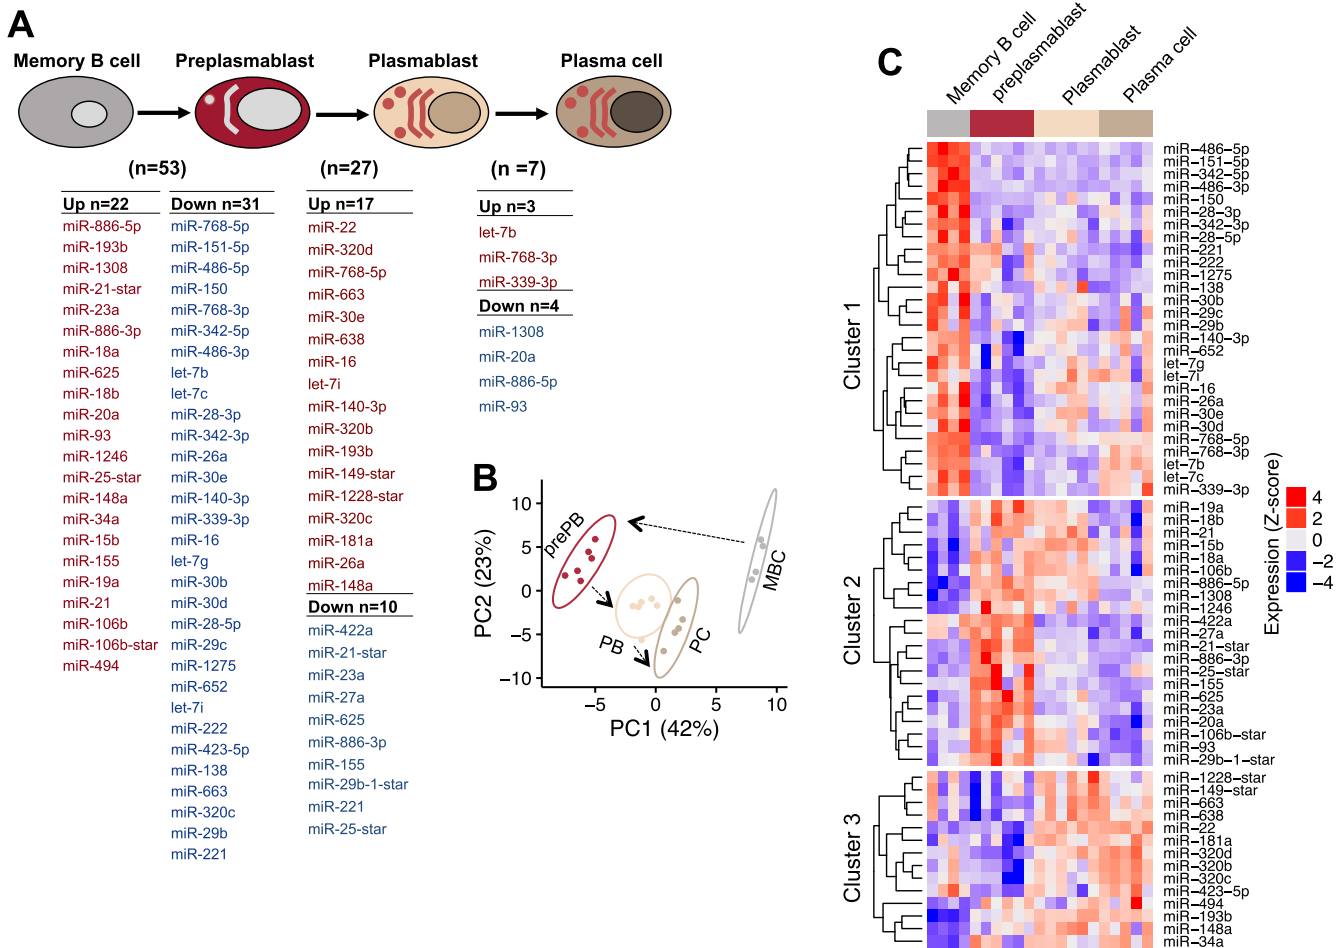 A
Memory B cell
Preplasmablast
Plasmablast
Plasma cell
(n=53)
(n=27)
(n =7)
Up n=22
miR-886-5p
miR-193b
miR-1308
miR-21-star
miR-23a
miR-886-3p
miR-18a
miR-625
miR-18b
miR-20a
miR-93
miR-1246
miR-25-star
miR-148a
miR-34a
miR-15b
miR-155
miR-19a
miR-21
miR-106b
miR-106b-star
miR-494
Down n=31
miR-768-5p
miR-151-5p
miR-486-5p
miR-150
miR-768-3p
miR-342-5p
miR-486-3p
let-7b
let-7c
miR-28-3p
miR-342-3p
miR-26a
miR-30e
miR-140-3p
miR-339-3p
miR-16
let-7g
miR-30b
miR-30d
miR-28-5p
miR-29c
miR-1275
miR-652
let-7i
miR-222
miR-423-5p
miR-138
miR-663
miR-320c
miR-29b
miR-221
Up n=17
miR-22
miR-320d
miR-768-5p
miR-663
miR-30e
miR-638
miR-16
let-7i
miR-140-3p
miR-320b
miR-193b
miR-149-star
miR-1228-star
miR-320c
miR-181a
miR-26a
miR-148a
Down n=10
miR-422a
miR-21-star
miR-23a
miR-27a
miR-625
miR-886-3p
miR-155
miR-29b-1-star
miR-221
miR-25-star
Up n=3
let-7b
miR-768-3p
miR-339-3p
Down n=4
miR-1308
miR-20a
miR-886-5p
miR-93
B
PC2 (23%)
10
5
0
−5
−10
prePB
PB
PC
MBC
−5
0
5
10
PC1 (42%)
C
Memory B cell
preplasmablast
Plasmablast
Plasma cell
Cluster 1
miR−486−5p
miR−151−5p
miR−342−5p
miR−486−3p
miR−150
miR−28−3p
miR−342−3p
miR−28−5p
miR−221
miR−222
miR−1275
miR−138
miR−30b
miR−29c
miR−29b
miR−140−3p
miR−652
let−7g
let−7i
miR−16
miR−26a
miR−30e
miR−30d
miR−768−5p
miR−768−3p
let−7b
let−7c
miR−339−3p
Cluster 2
miR−19a
miR−18b
miR−21
miR−15b
miR−18a
miR−106b
miR−886−5p
miR−1308
miR−1246
miR−422a
miR−27a
miR−21−star
miR−886−3p
miR−25−star
miR−155
miR−625
miR−23a
miR−20a
miR−106b−star
miR−93
miR−29b−1−star
Cluster 3
miR−1228−star
miR−149−star
miR−663
miR−638
miR−22
miR−181a
miR−320d
miR−320b
miR−320c
miR−423−5p
miR−494
miR−193b
miR−148a
miR−34a
Expression (Z−score)
4
2
0
−2
−4